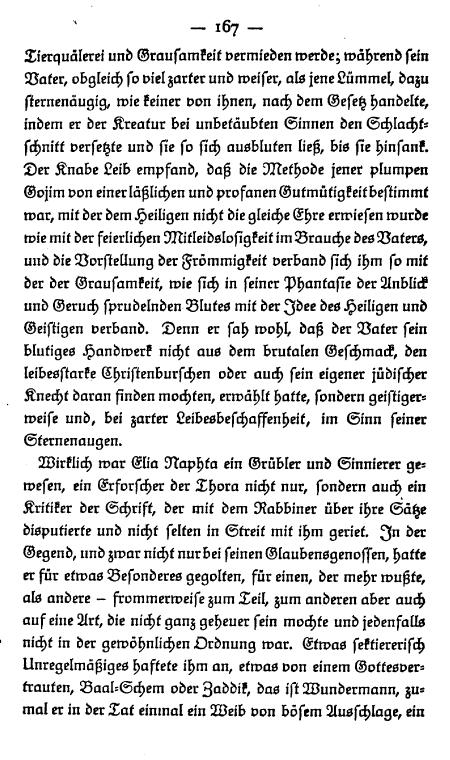 — 167 —
Tierquälerei und Grausamkeit vermieden werde; während sein
Vater, obgleich so viel zarter und weiser, als jene Lümmel, dazu
sternenäugig, wie keiner von ihnen, nach dem Gesetz handelte,
indem er der Kreatur bei unbetäubten Sinnen den Schlacht-
schnitt versetzte und sie so sich ausbluten ließ, bis sie hinsank.
Der Knabe Leib empfand, daß die Methode jener plumpen
Gojim von einer läßlichen und profanen Gutmütigkeit bestimmt
war, mit der dem Heiligen nicht die gleiche Ehre erwiesen wurde
wie mit der feierlichen Mitleidslosigkeit im Brauche des Vaters,
und die Vorstellung der Frömmigkeit verband sich ihm so mit
der der Grausamkeit, wie sich in seiner Phantasie der Anblick
und Geruch sprudelnden Blutes mit der Idee des Heiligen und
Geistigen verband. Denn er sah wohl, daß der Vater sein
blutiges Handwerk nicht aus dem brutalen Geschmack, den
leibesstarke Christenburschen oder auch sein eigener jüdischer
Knecht daran finden mochten, erwählt hatte, sondern geistiger-
weise und, bei zarter Leibesbeschaffenheit, im Sinn seiner
Sternenaugen.
Wirklich war Elia Naphta ein Grübler und Sinnierer ge-
wesen, ein Erforscher der Thora nicht nur, sondern auch ein
Kritiker der Schrift, der mit dem Rabbiner über ihre Sätze
disputierte und nicht selten in Streit mit ihm geriet. In der
Gegend, und zwar nicht nur bei seinen Glaubensgenossen, hatte
er für etwas Besonderes gegolten, für einen, der mehr wußte,
als andere – frommerweise zum Teil, zum anderen aber auch
auf eine Art, die nicht ganz geheuer sein mochte und jedenfalls
nicht in der gewöhnlichen Ordnung war. Etwas sektiererisch
Unregelmäßiges haftete ihm an, etwas von einem Gottesver-
trauten, Baal-Schem oder Zaddik, das ist Wundermann, zu-
mal er in der Tat einmal ein Weib von bösem Ausschlage, ein